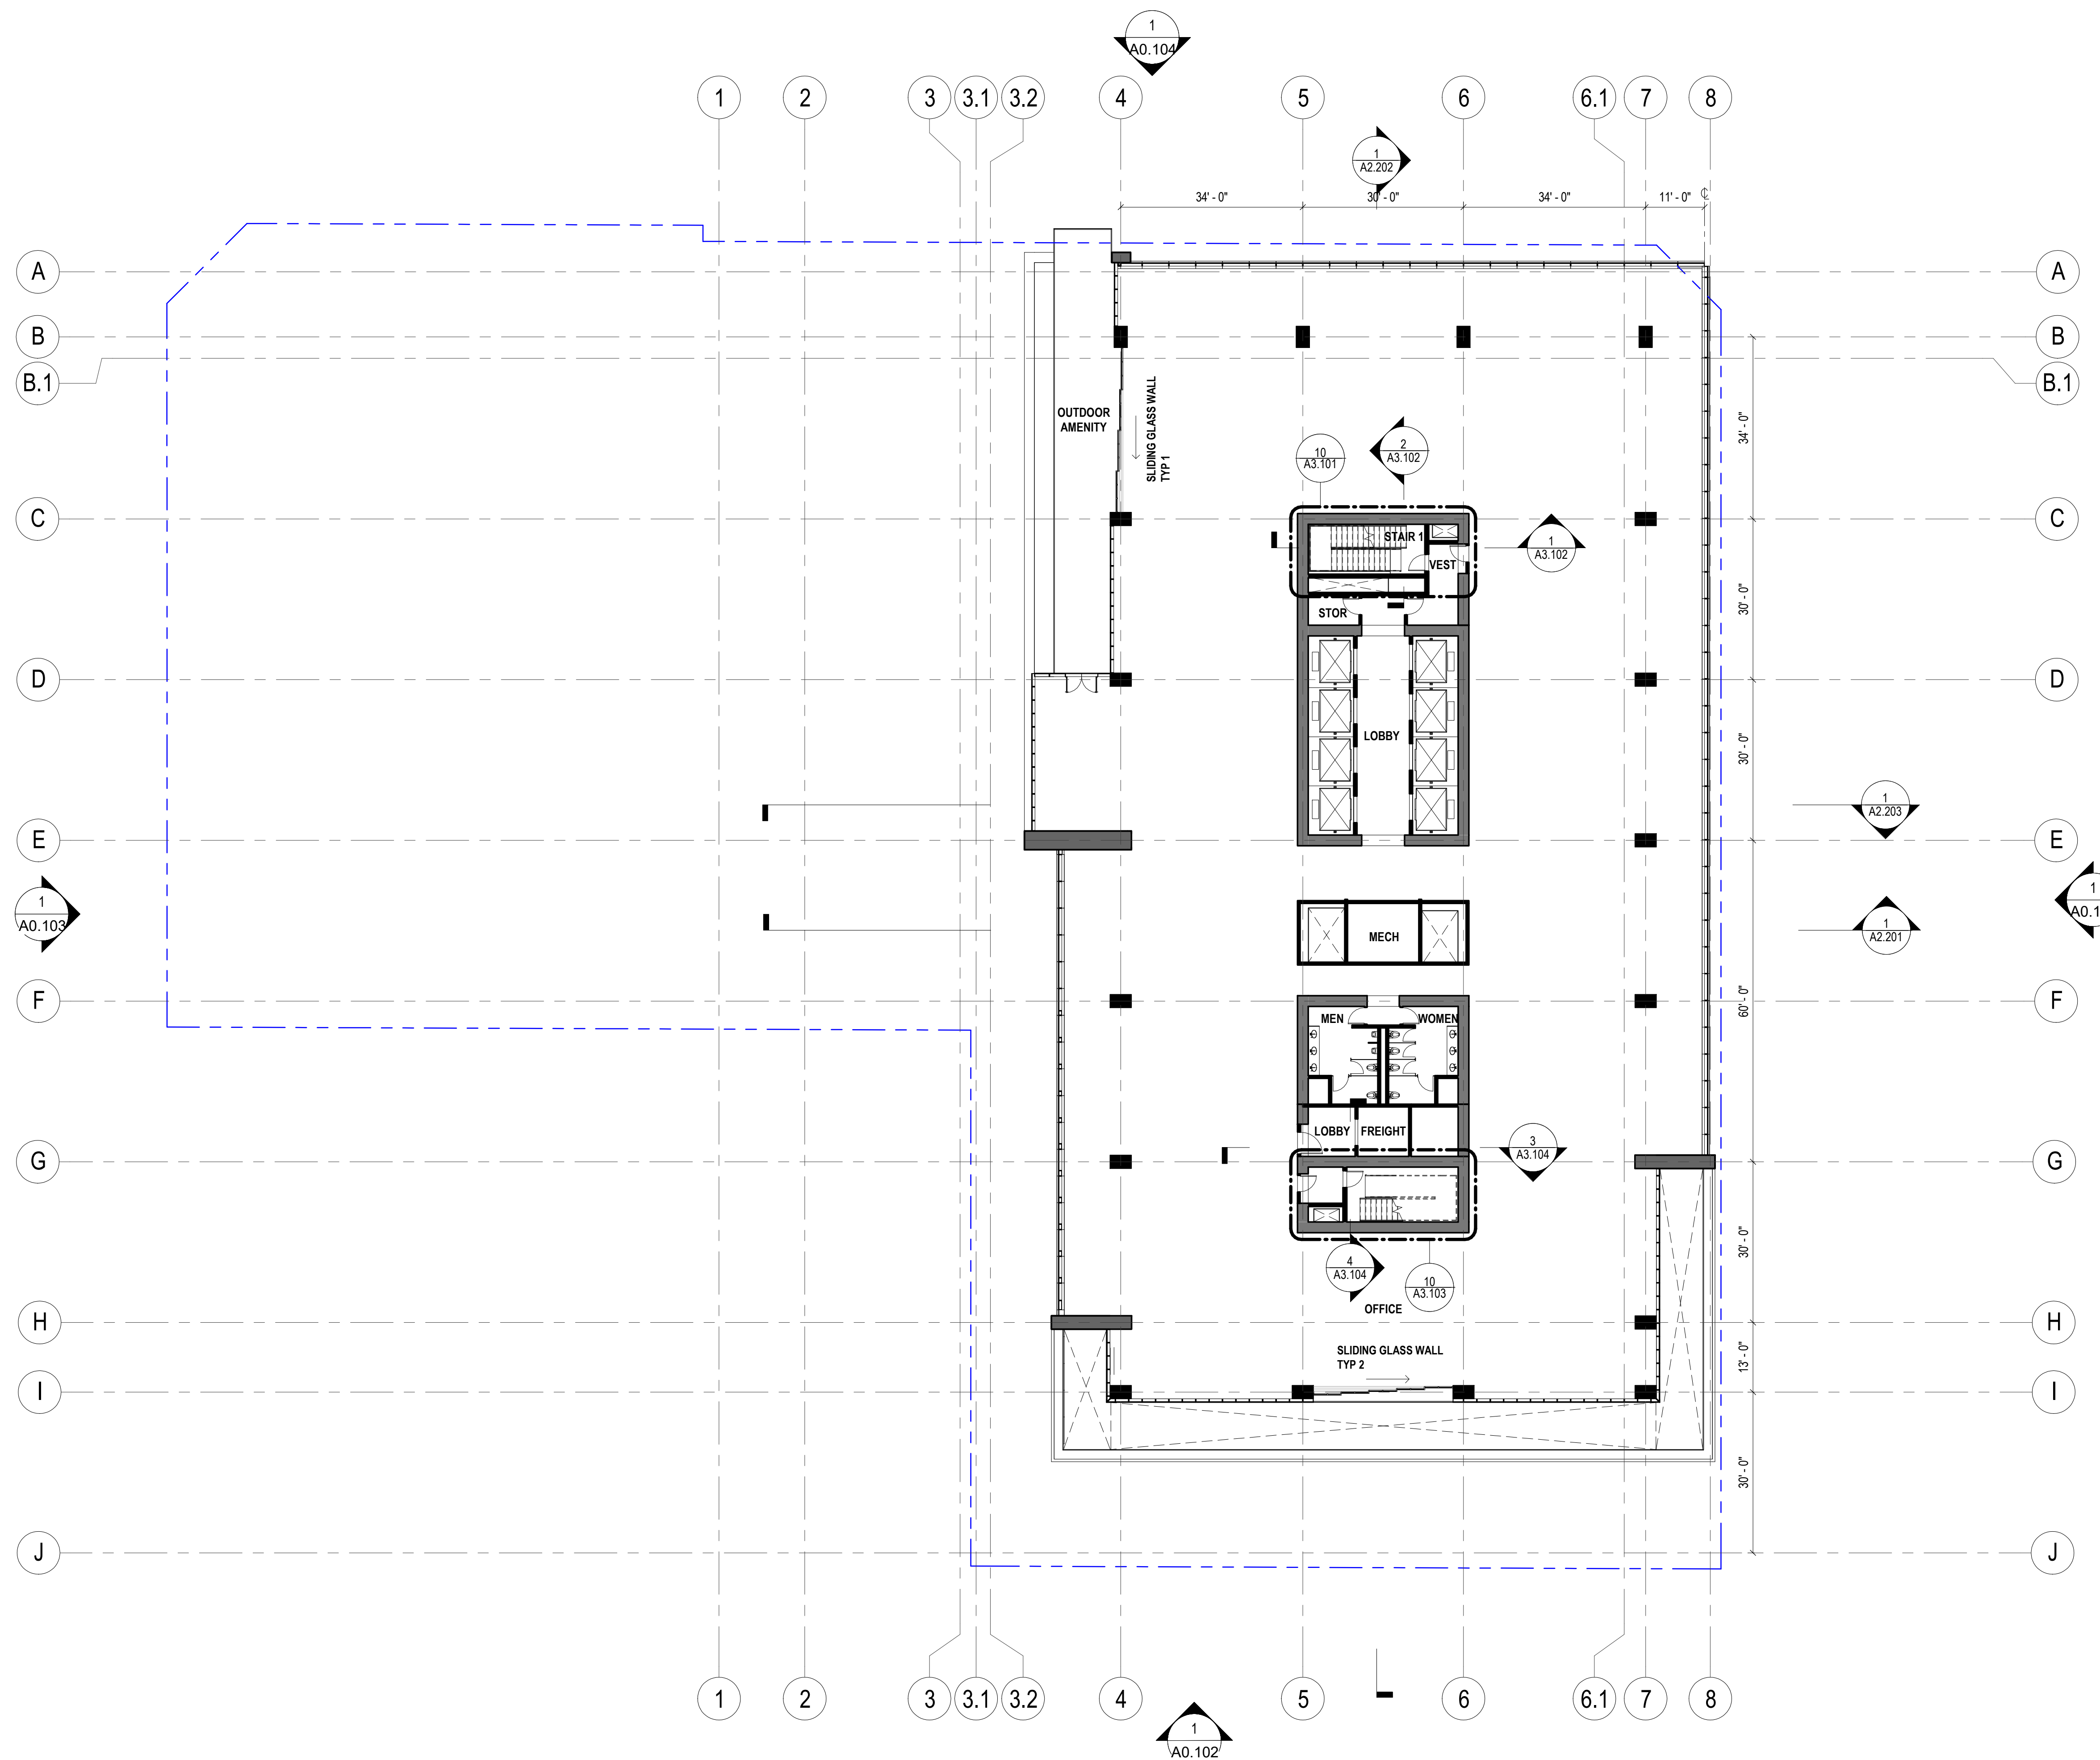 1
A0.104
1
2
3
3.1
3.2
4
5
6
6.1
7
8
1
A2.202
34' - 0"
30' - 0"
34' - 0"
11' - 0"
℄
A
A
B
B
B.1
B.1
34' - 0"
OUTDOOR
AMENITY
SLIDING GLASS WALL
TYP 1
10
A3.101
2
A3.102
C
C
STAIR 1
VEST
1
A3.102
STOR
30' - 0"
D
D
LOBBY
30' - 0"
1
A2.203
E
E
1
A0.103
1
A0.1
MECH
1
A2.201
F
F
60' - 0"
MEN
WOMEN
LOBBY
FREIGHT
3
A3.104
G
G
4
A3.104
10
A3.103
30' - 0"
OFFICE
H
H
SLIDING GLASS WALL
TYP 2
13' - 0"
I
I
30' - 0"
J
J
1
2
3
3.1
3.2
4
5
6
6.1
7
8
1
A0.102